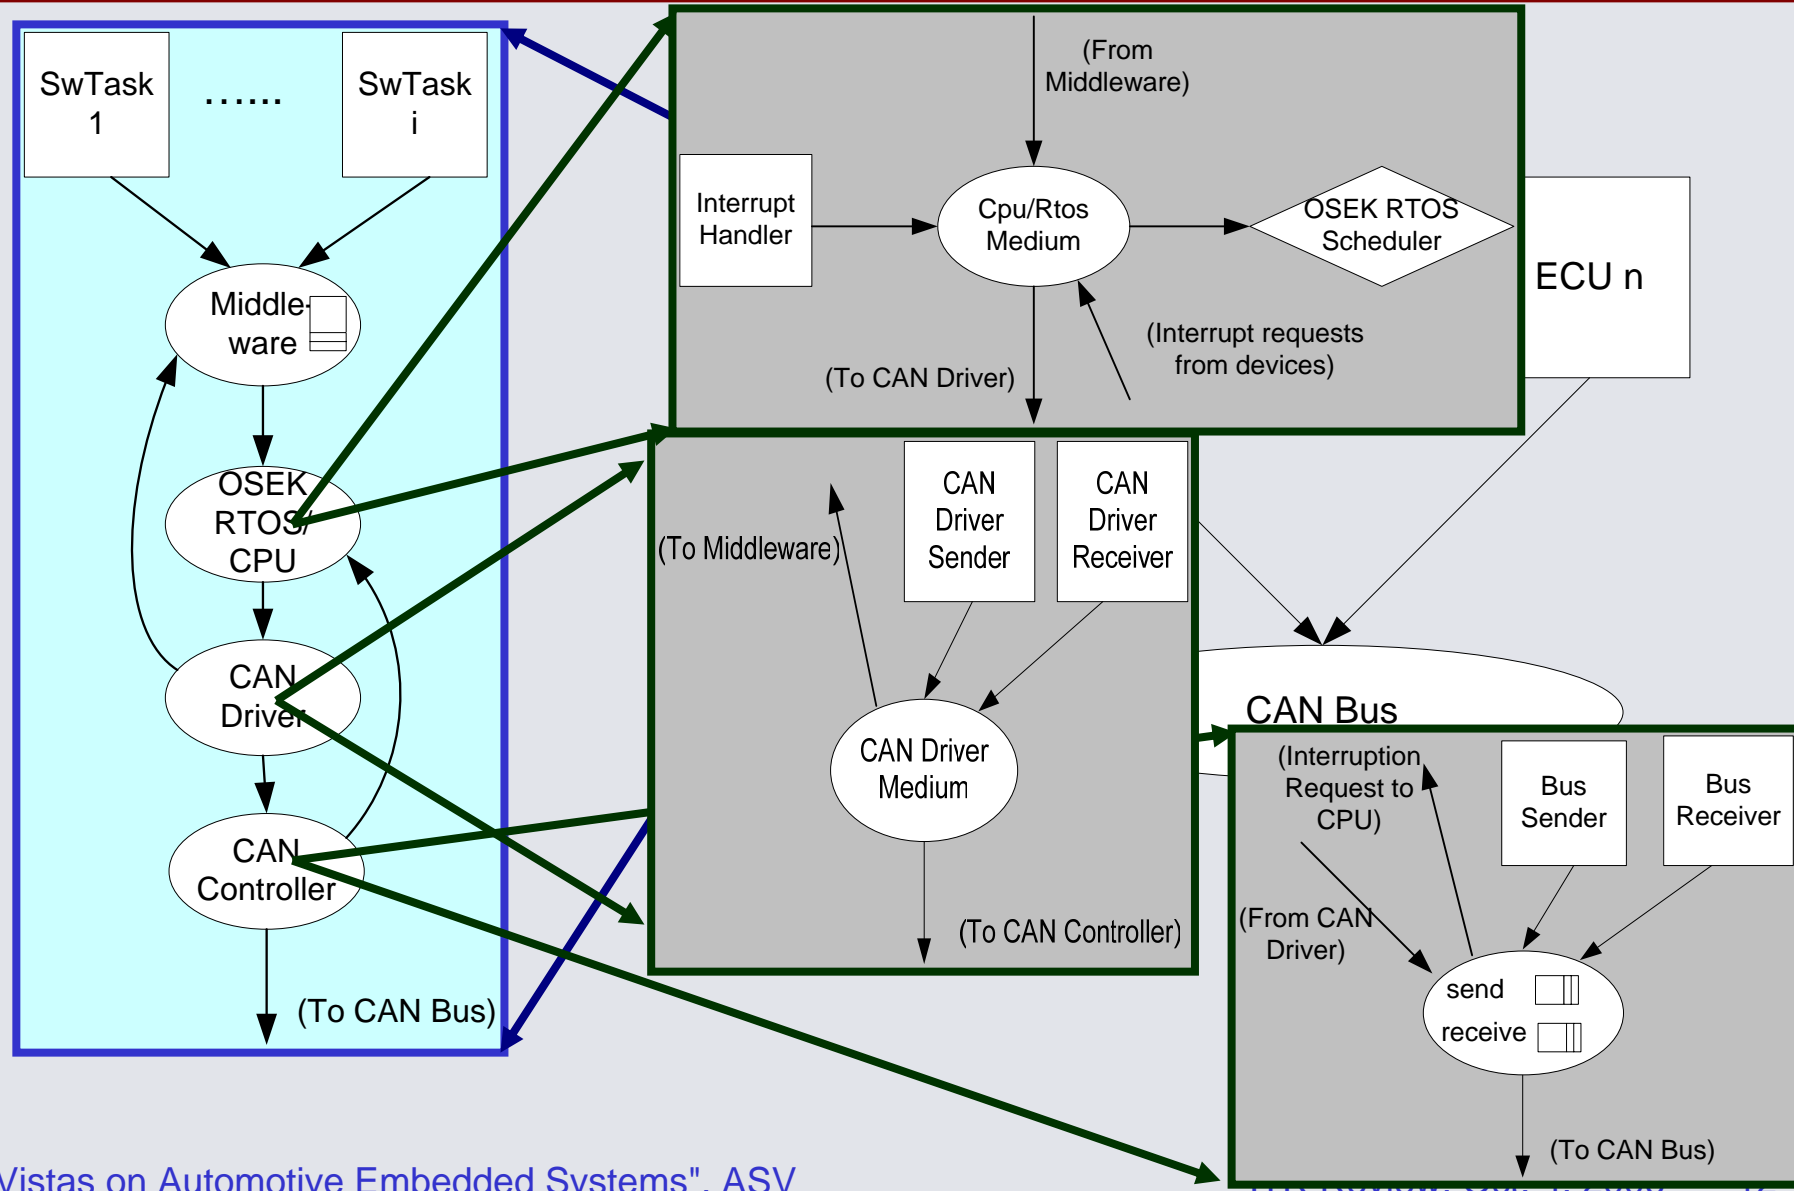 SwTask
1
…...
SwTask
i
Middle-
ware
OSEK
RTOS/
CPU
CAN
Driver
CAN
Controller
(To CAN Bus)
(From
Middleware)
Interrupt
Handler
Cpu/Rtos
Medium
OSEK RTOS
Scheduler
(Interrupt requests
from devices)
(To CAN Driver)
ECU n
CAN
Driver
Sender
CAN
Driver
Receiver
(To Middleware)
CAN Driver
Medium
(To CAN Controller)
CAN Bus
(Interruption
Request to
CPU)
Bus
Sender
Bus
Receiver
(From CAN
Driver)
send
receive
(To CAN Bus)
Vistas on Automotive Embedded Systems", ASV